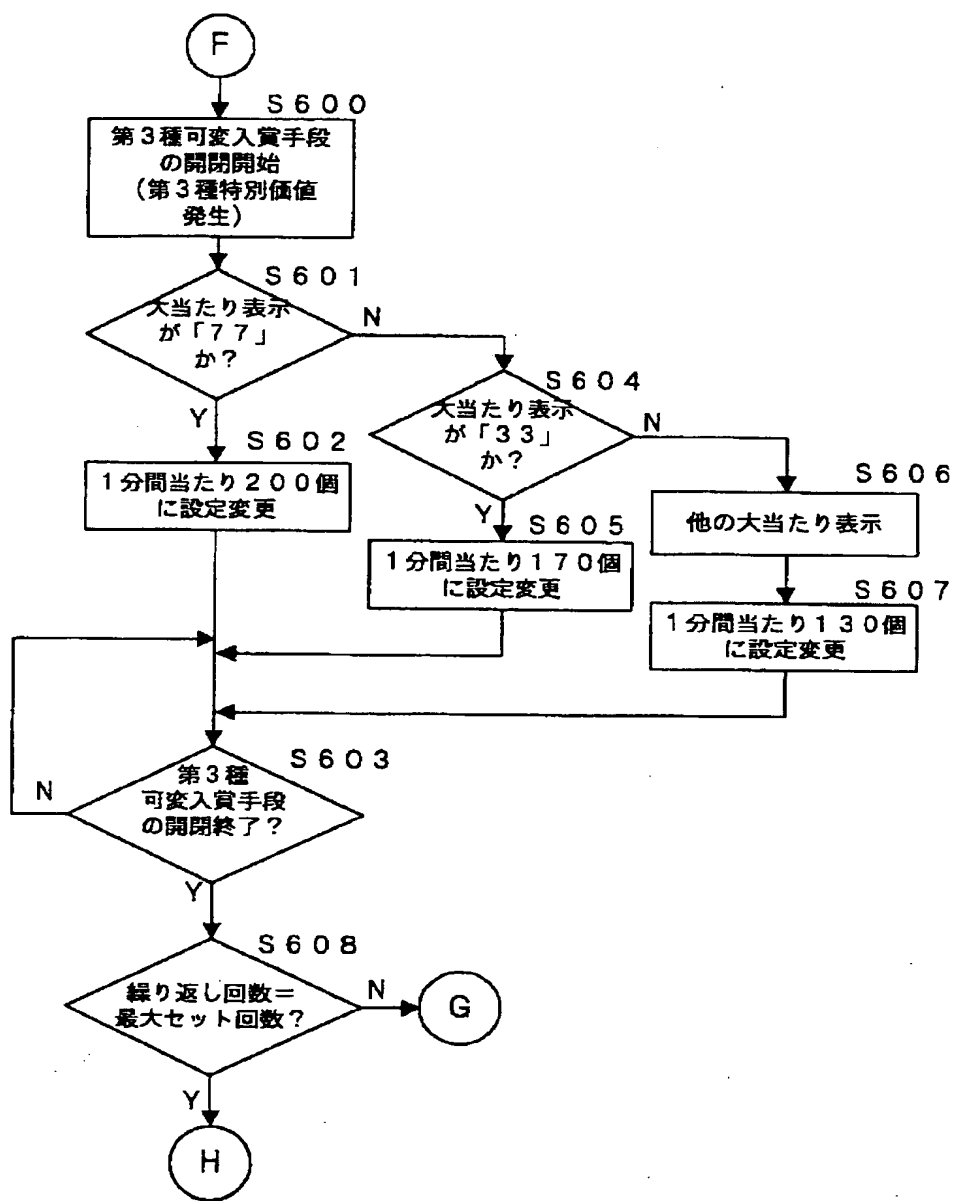 F
S600
第3種可変入賞手段
の開閉開始
(第3種特別価値
発生)
S601
大当たり表示
が「77」
か?
N
Y
S604
大当たり表示
が「33」
か?
N
Y
S602
1分間当たり200個
に設定変更
S605
1分間当たり170個
に設定変更
S606
他の大当たり表示
S607
1分間当たり130個
に設定変更
S603
第3種
可変入賞手段
の開閉終了?
N
Y
S608
繰り返し回数=
最大セット回数?
N
G
Y
H